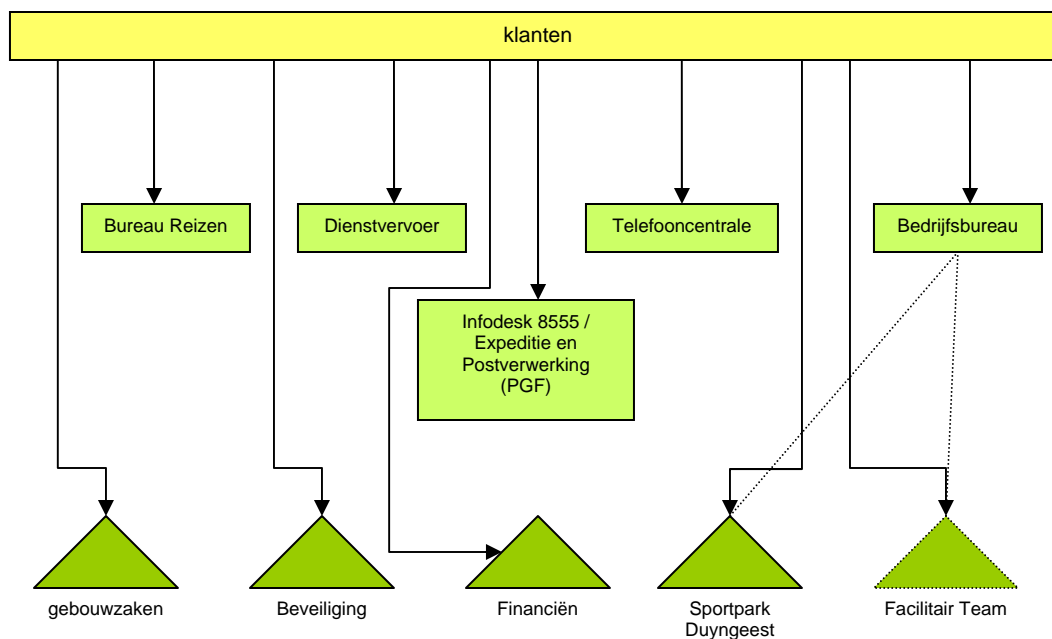 klanten
Bureau Reizen
Dienstvervoer
Telefooncentrale
Bedrijfsbureau
Infodesk 8555 /
Expeditie en
Postverwerking
(PGF)
gebouwzaken
Beveiliging
Financiën
Sportpark
Duyngeest
Facilitair Team